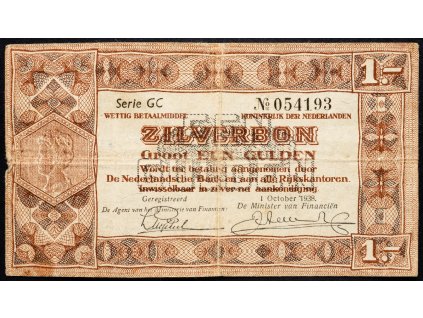 1.-
Serie GC
№ 054193
WETTIG BETAALMIDDEL
KONINKRIJK DER NEDERLANDEN
ZILVERBON
Groot EEN GULDEN
Wordt ter betaling aangenomen door
De Nederlandsche Bank en aan alle Rijkskantoren.
Inwisselbaar in zilver na aankondiging.
Geregistreerd
1 October 1938.
De Agent van het Ministerie van Financiën:
De Minister van Financiën
1.-